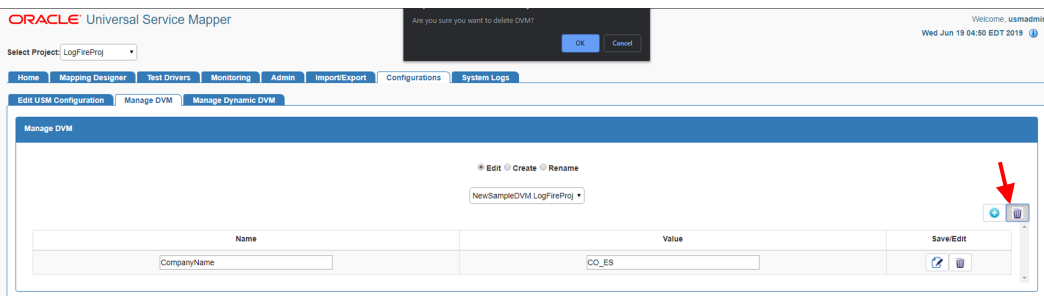 ORACLE® Universal Service Mapper
Are you sure you want to delete DVM?
OK Cancel
Welcome, usmadmin
Wed Jun 19 04:50 EDT 2019
Select Project: LogFireProj
Home Mapping Designer Test Drivers Monitoring Admin Import/Export Configurations System Logs
Edit USM Configuration Manage DVM Manage Dynamic DVM
Manage DVM
Edit Create Rename
NewSampleDVM.LogFireProj
Name Value Save/Edit
CompanyName CO_ES